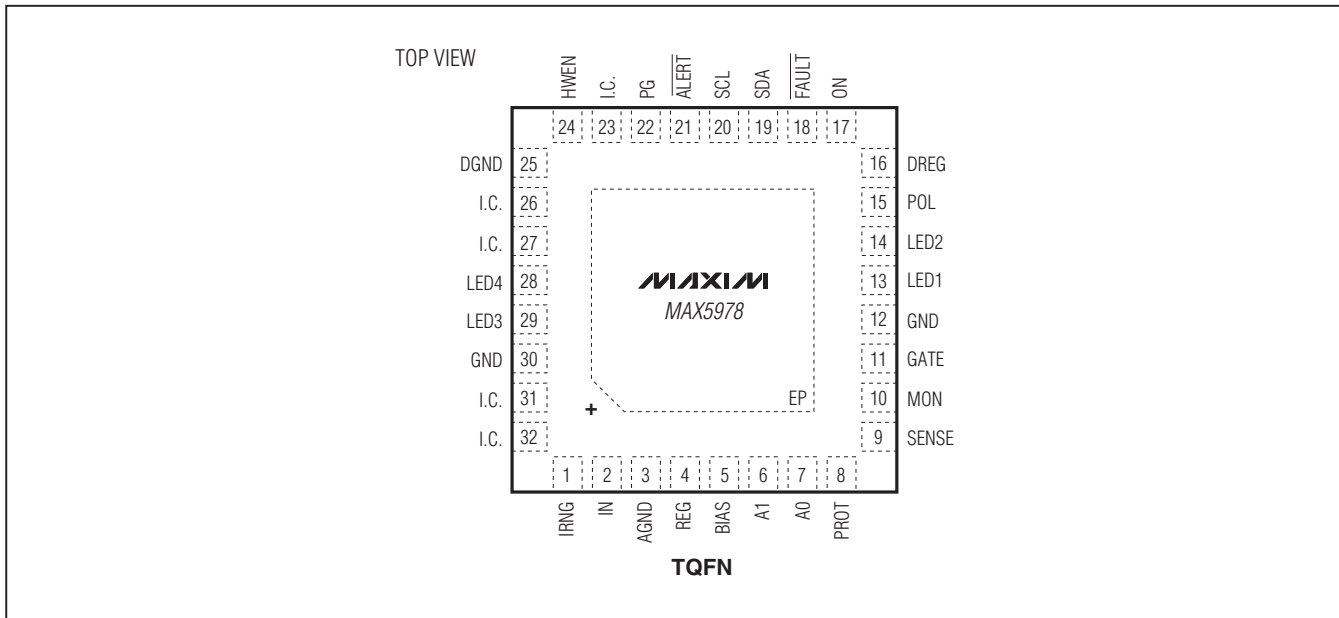 TOP VIEW
HWEN I.C. PG ALERT SCL SDA FAULT ON
24 23 22 21 20 19 18 17
DGND 25 16 DREG
I.C. 26 15 POL
I.C. 27 14 LED2
LED4 28 13 LED1
LED3 29 12 GND
GND 30 11 GATE
I.C. 31 10 MON
I.C. 32 9 SENSE
MAXIM
MAX5978
EP
+
1 2 3 4 5 6 7 8
IRNG IN AGND REG BIAS A1 A0 PROT
TQFN